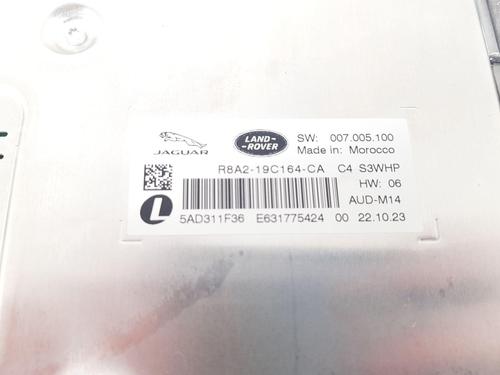 JAGUAR
LAND-
ROVER
SW: 007.005.100
Made in: Morocco
R8A2-19C164-CA C4 S3WHP
HW: 06
AUD-M14
L
5AD311F36 E631775424 00 22.10.23